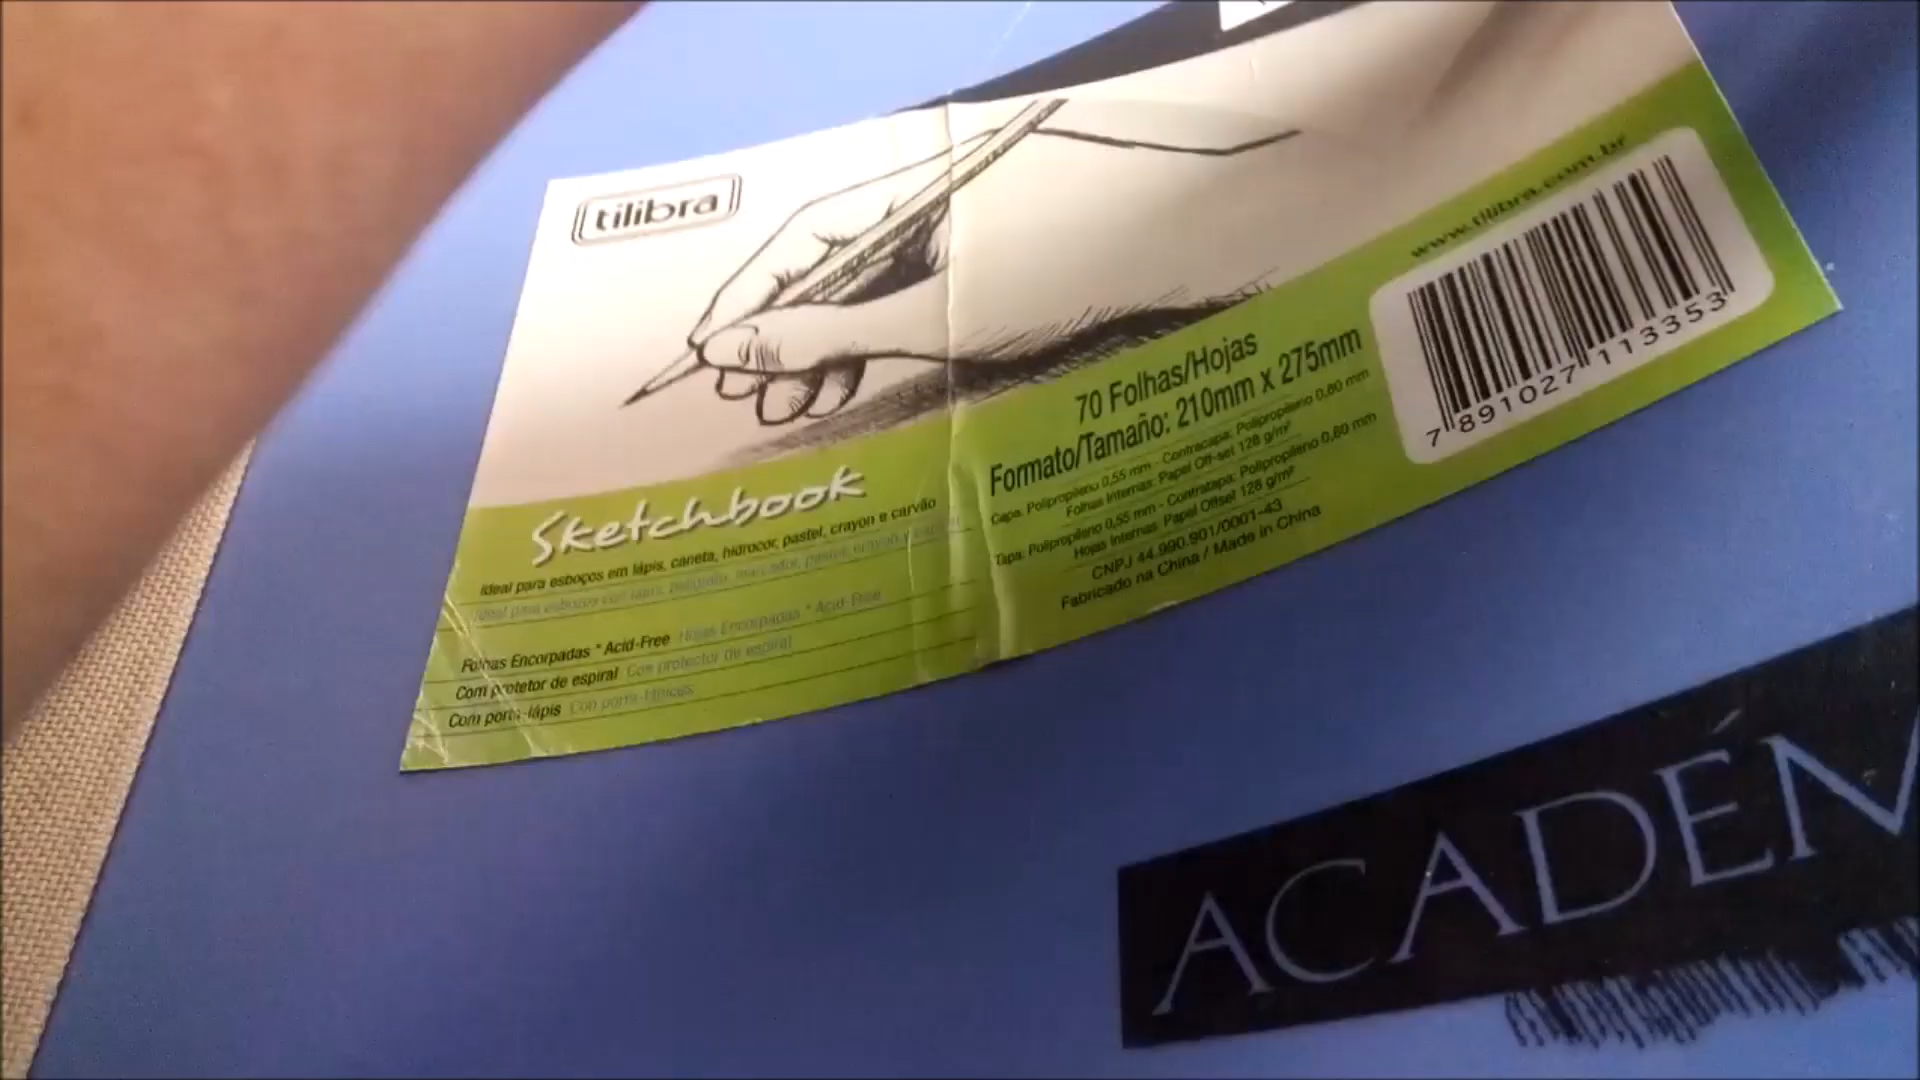 tilibra
Sketchbook
Ideal para esboços em lápis, caneta, hidrocor, pastel, crayon e carvão
Ideal para esbozos con lápiz, bolígrafo, marcador, pastel, crayon y
Folhas Encorpadas * Acid-Free Hojas Encorpadas * Acid-Free
Com protetor de espiral Con protector de espiral
Com porta-lápis Con porta-lápices
70 Folhas/Hojas
Formato/Tamaño: 210mm x 275mm
Capa: Polipropileno 0,55 mm - Contracapa: Polipropileno 0,80 mm
Folhas Internas: Papel Off-set 128 g/m²
Tapa: Polipropileno 0,55 mm - Contratapa: Polipropileno 0,80 mm
Hojas Internas: Papel Offset 128 g/m²
CNPJ 44.990.901/0001-43
Fabricado na China / Made in China
www.tilibra.com.br
7 891027 113353
ACADÉM